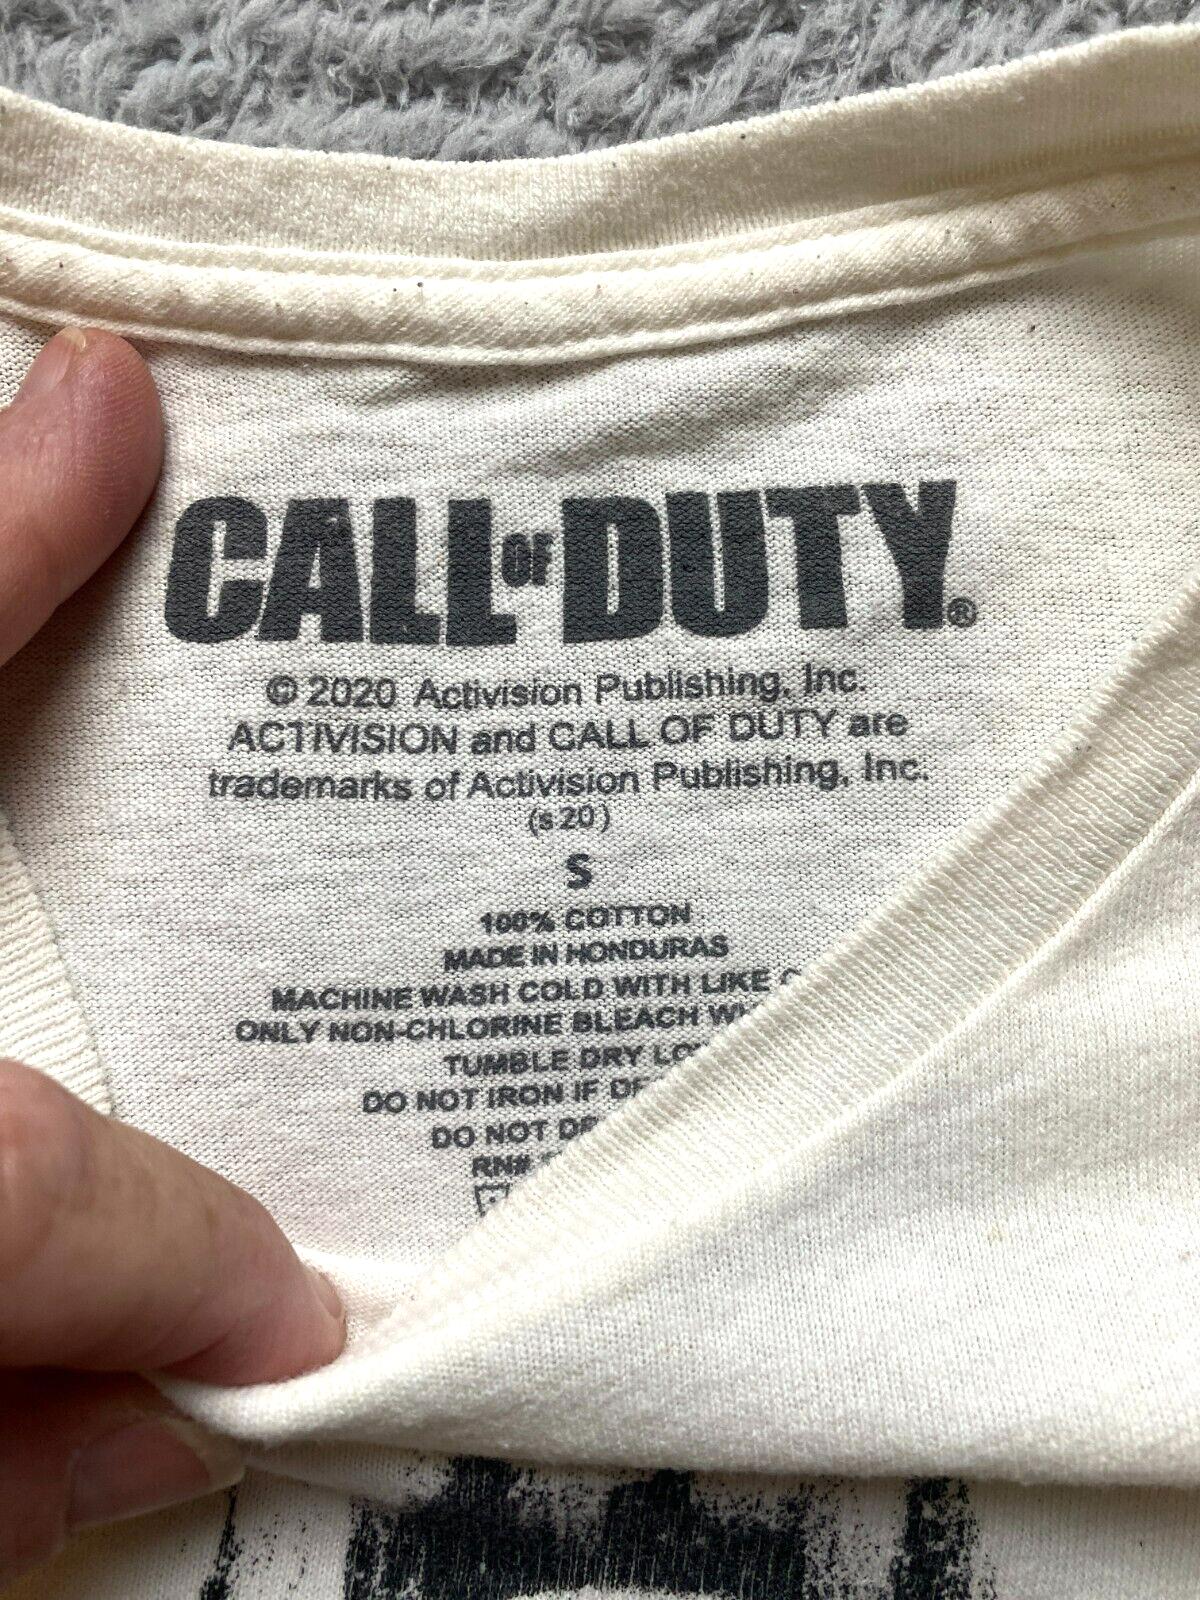 CALL OF DUTY®
© 2020 Activision Publishing, Inc.
ACTIVISION and CALL OF DUTY are
trademarks of Activision Publishing, Inc.
(s20)
S
100% COTTON
MADE IN HONDURAS
MACHINE WASH COLD WITH LIKE
ONLY NON-CHLORINE BLEACH
TUMBLE DRY
DO NOT IRON IF
DO NOT
RN#